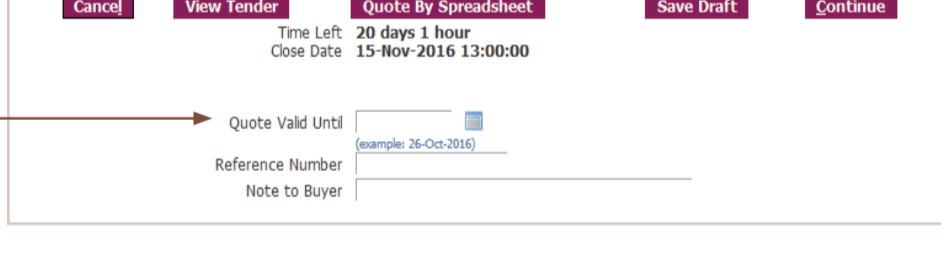 Cancel View Tender Quote By Spreadsheet Save Draft Continue
Time Left 20 days 1 hour
Close Date 15-Nov-2016 13:00:00
Quote Valid Until
(example: 26-Oct-2016)
Reference Number
Note to Buyer